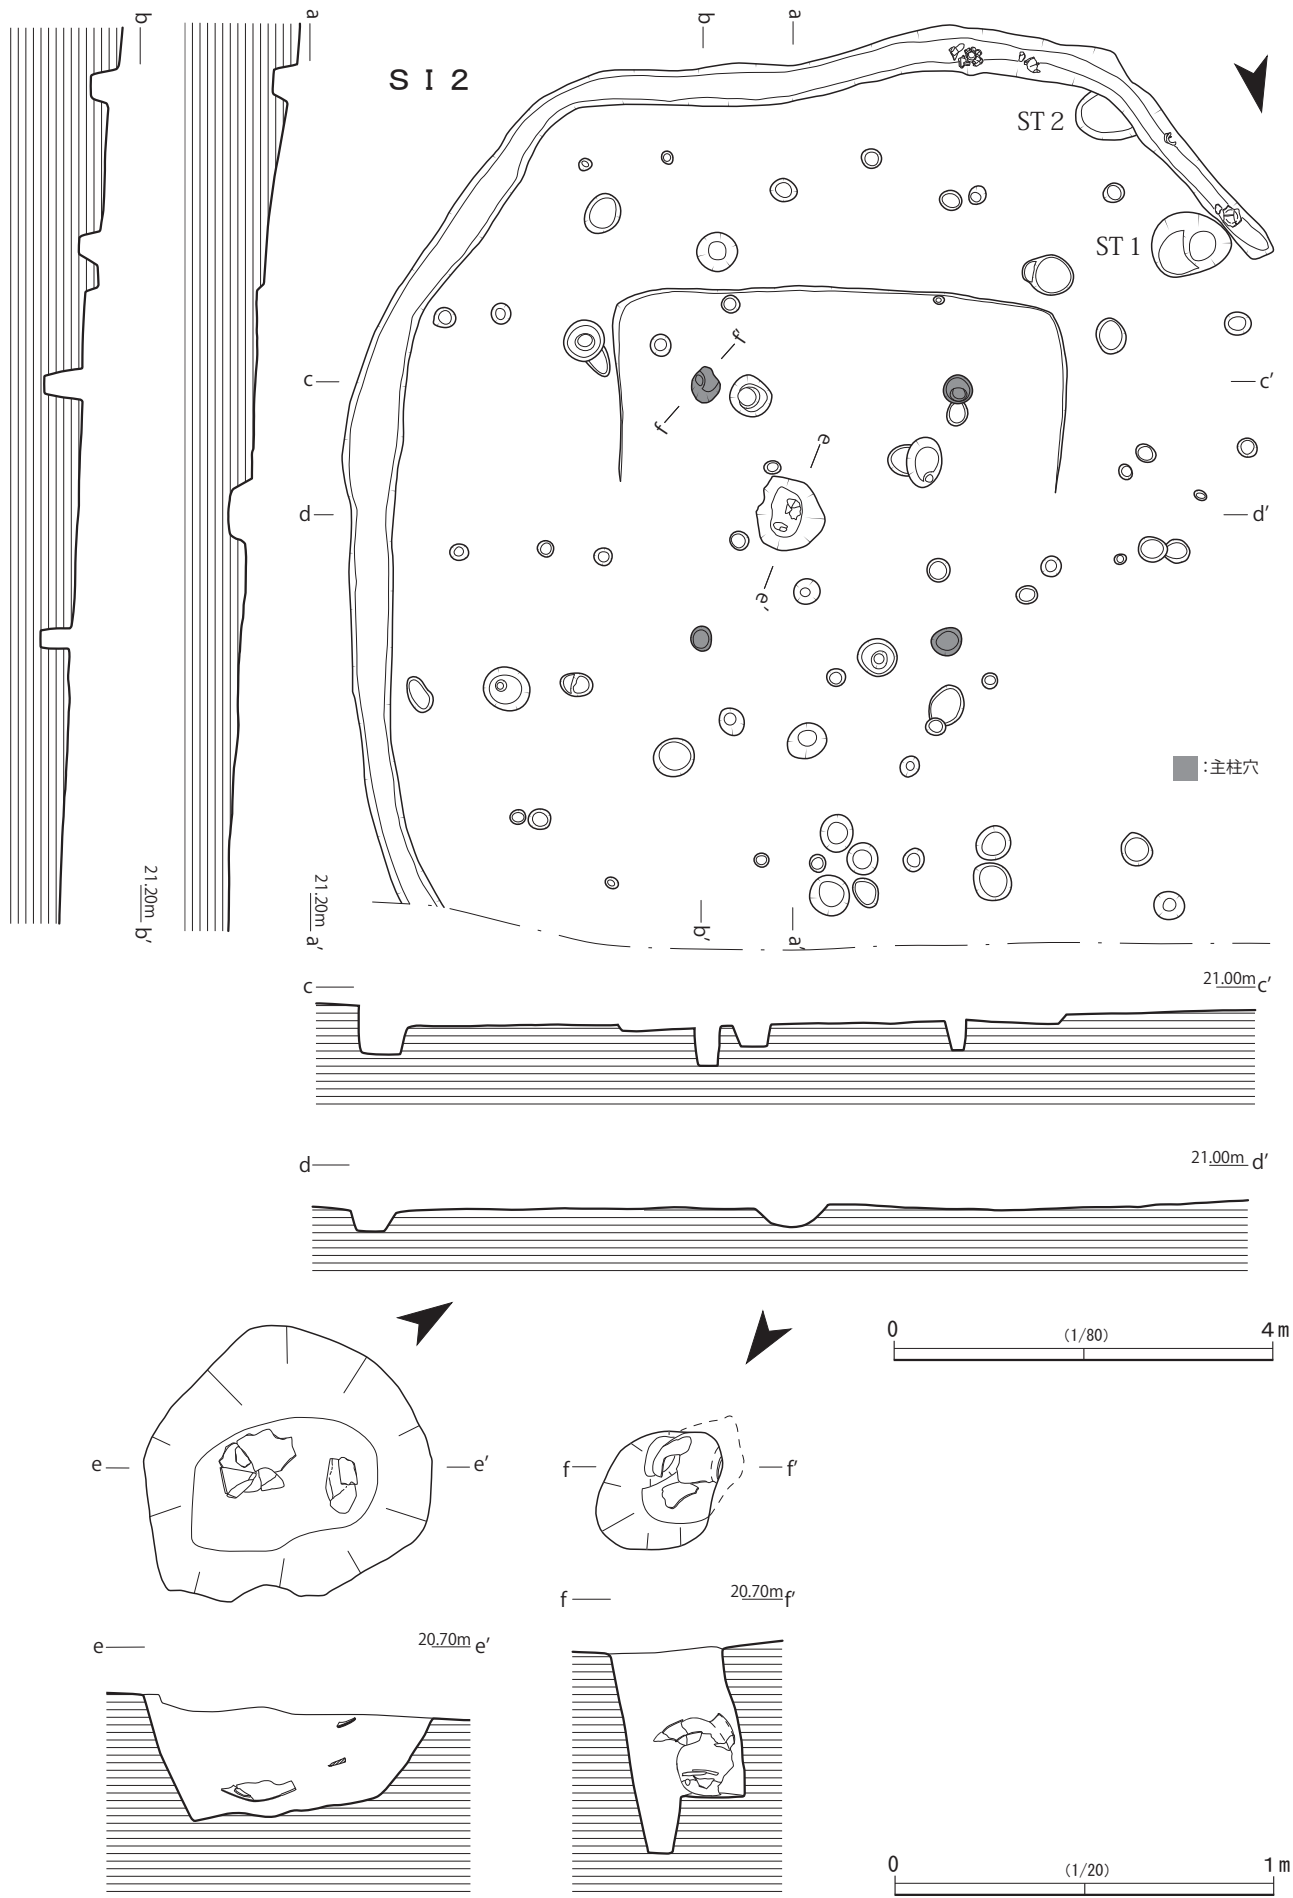 b
a
b
a
SI2
ST 2
ST 1
f'
f
c
c'
e
d
d'
e'
:主柱穴
21.20m
b'
21.20m
a'
b'
a'
c
21.00m c'
d
21.00m d'
0
(1/80)
4m
e
e'
f
f'
f
20.70m f'
e
20.70m e'
0
(1/20)
1m